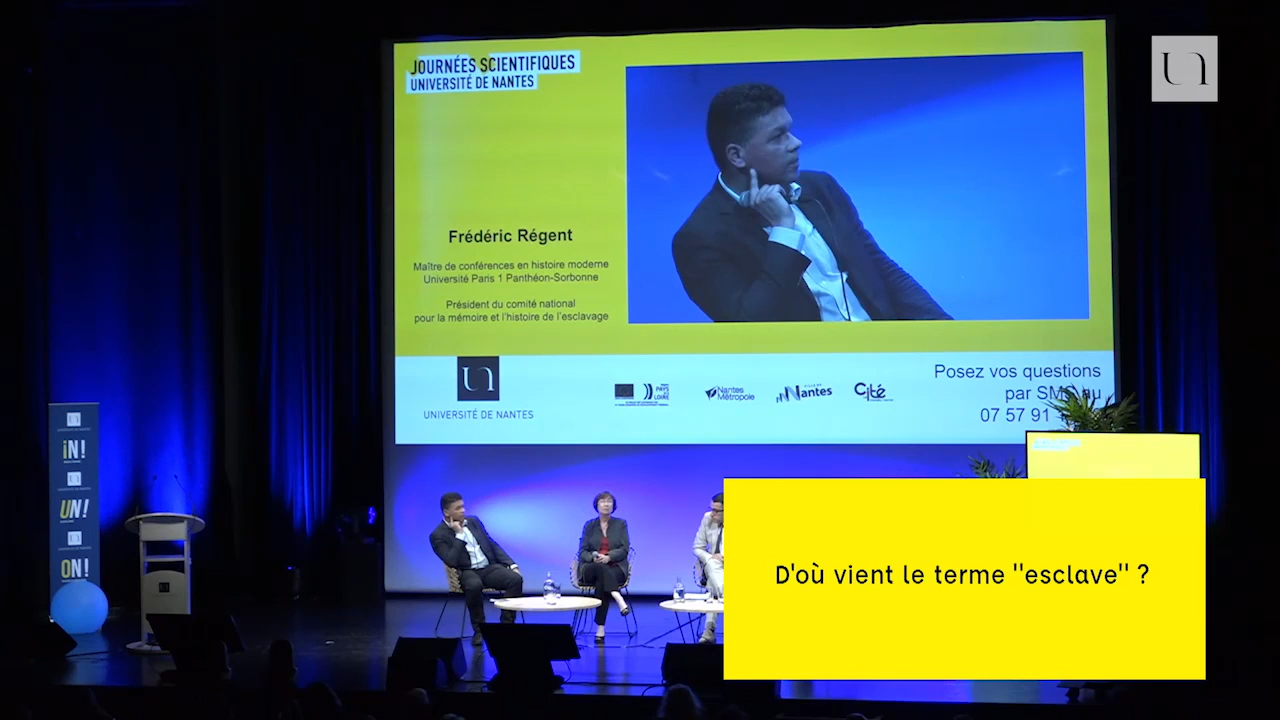 JOURNÉES SCIENTIFIQUES
UNIVERSITÉ DE NANTES
Frédéric Régent
Maître de conférences en histoire moderne
Université Paris 1 Panthéon-Sorbonne
Président du comité national
pour la mémoire et l'histoire de l'esclavage
UNIVERSITÉ DE NANTES
PAYS
LOIRE
Nantes
Métropole
Nantes
Cité
Posez vos questions
par SMS au
07 57 91
iN!
UN!
ON!
D'où vient le terme "esclave" ?